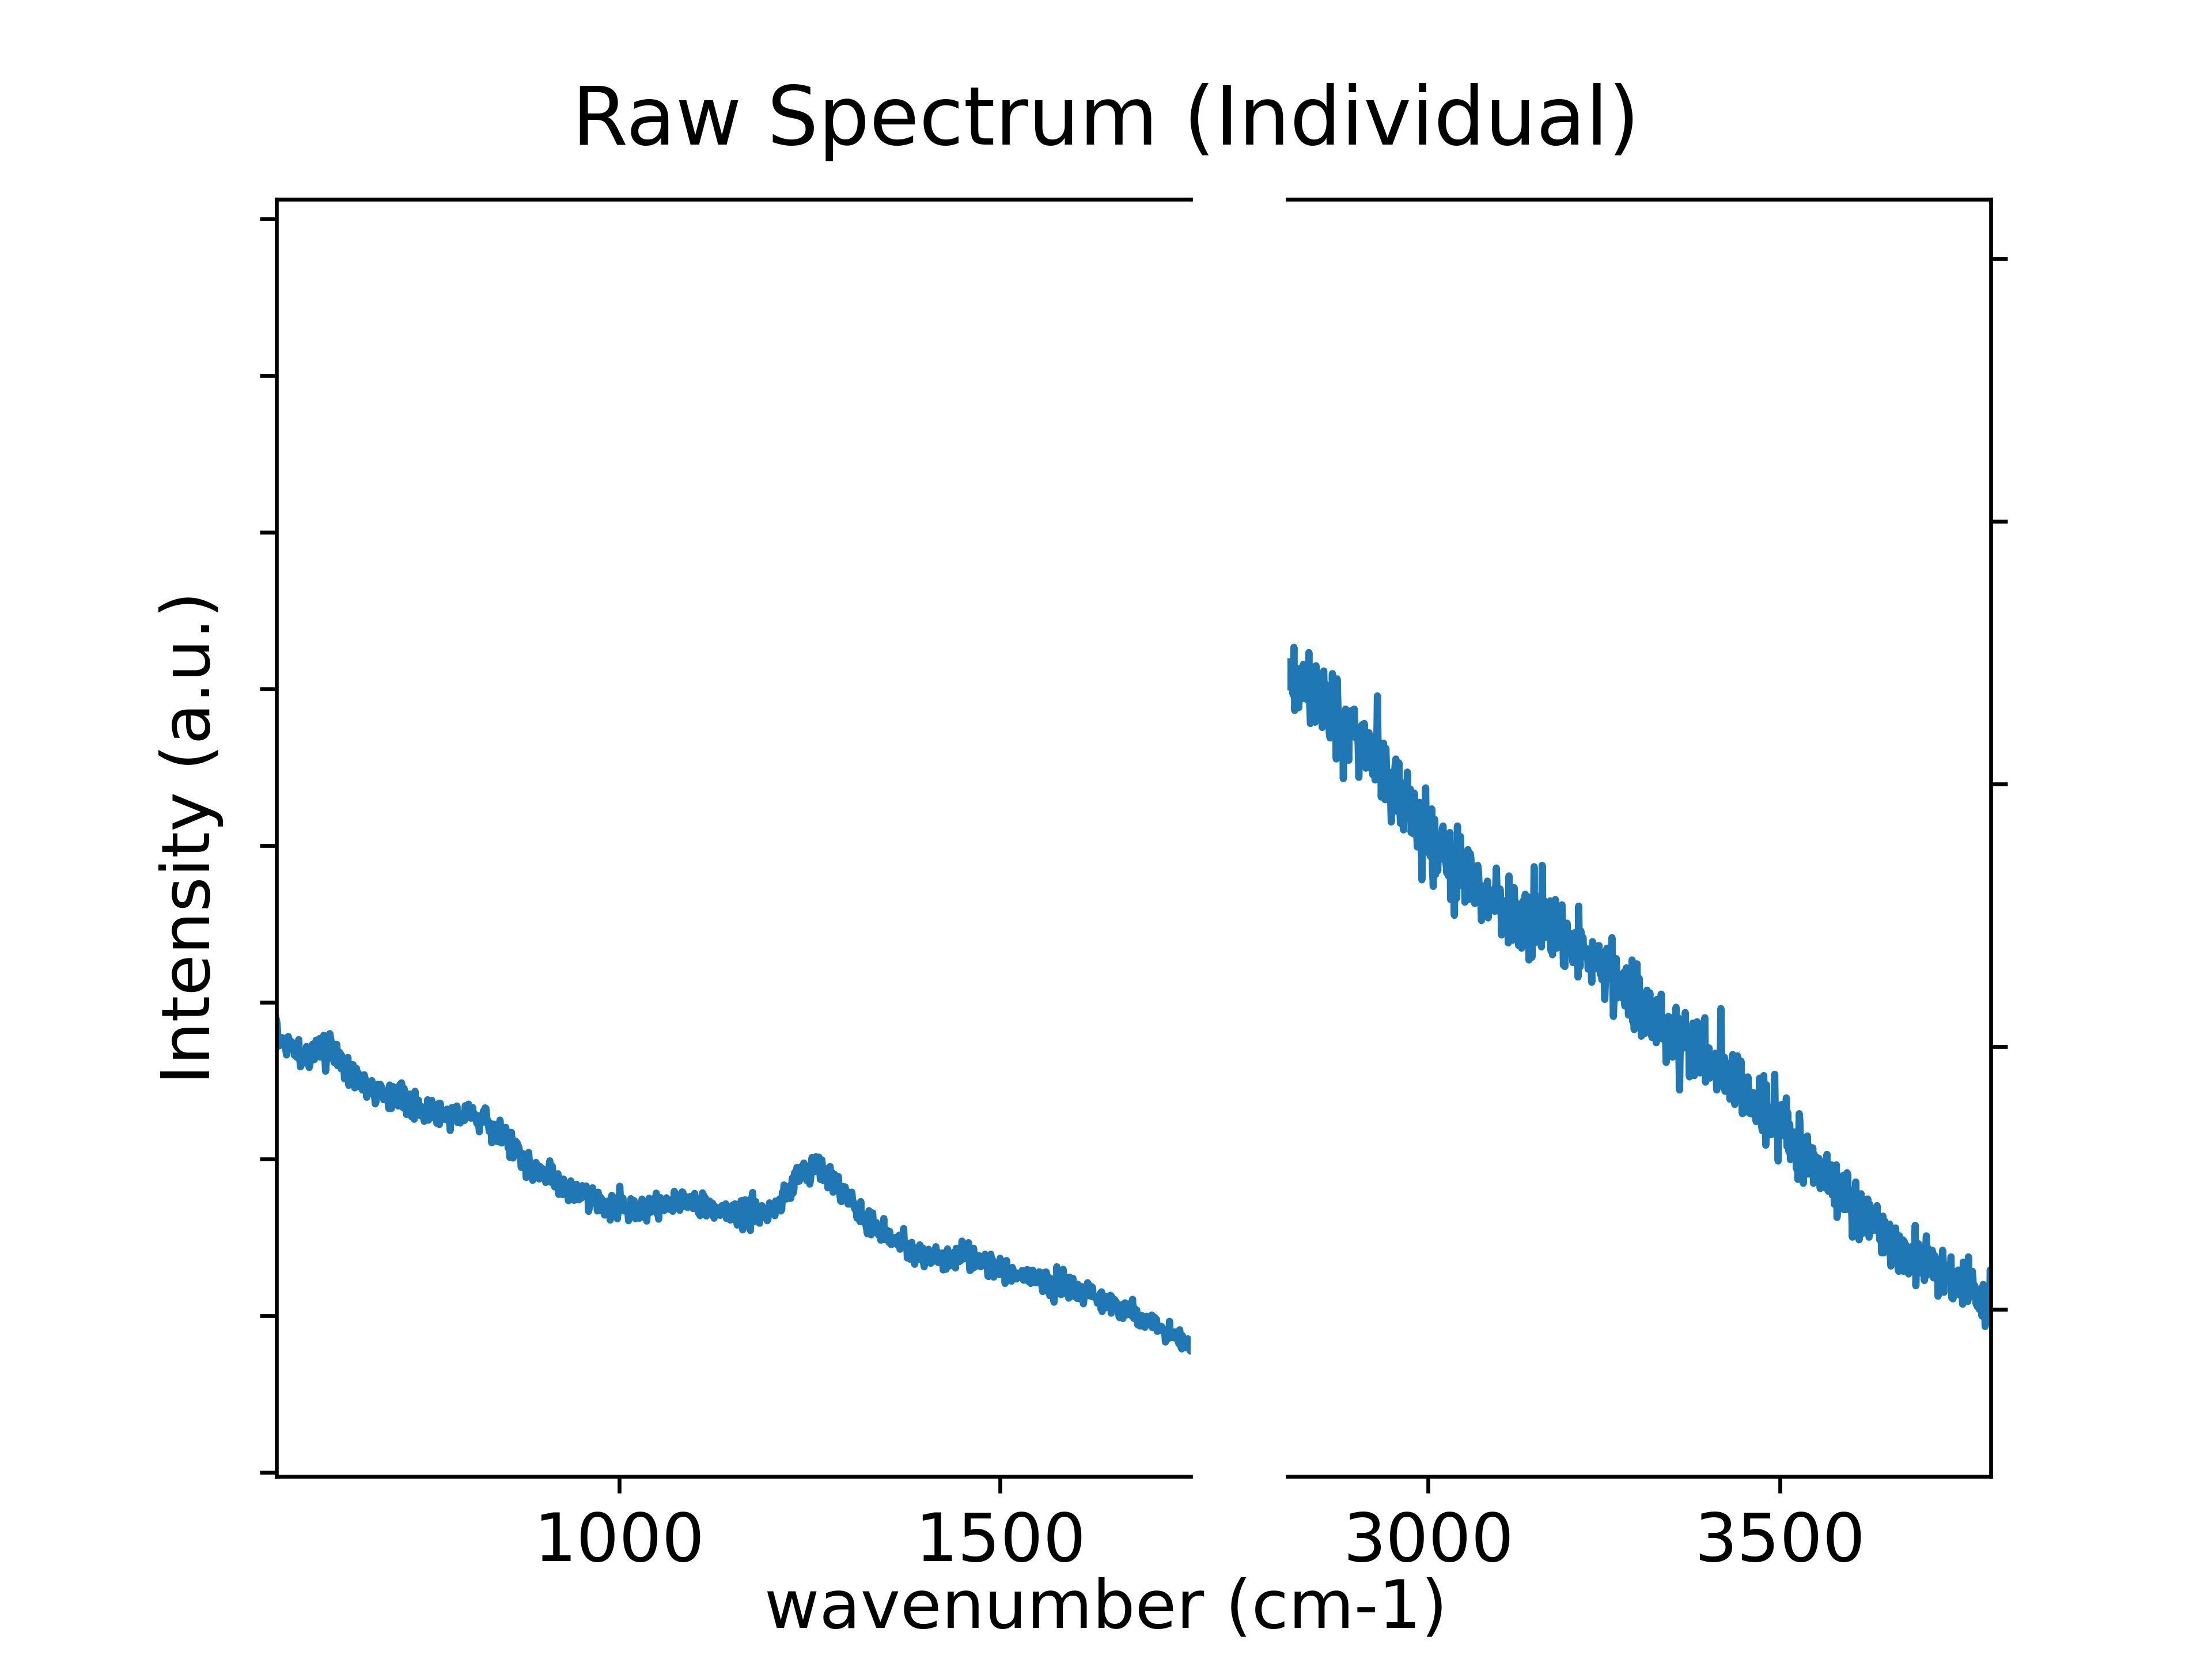 Raw Spectrum (Individual)
Intensity (a.u.)
1000 1500 3000 3500
wavenumber (cm-1)